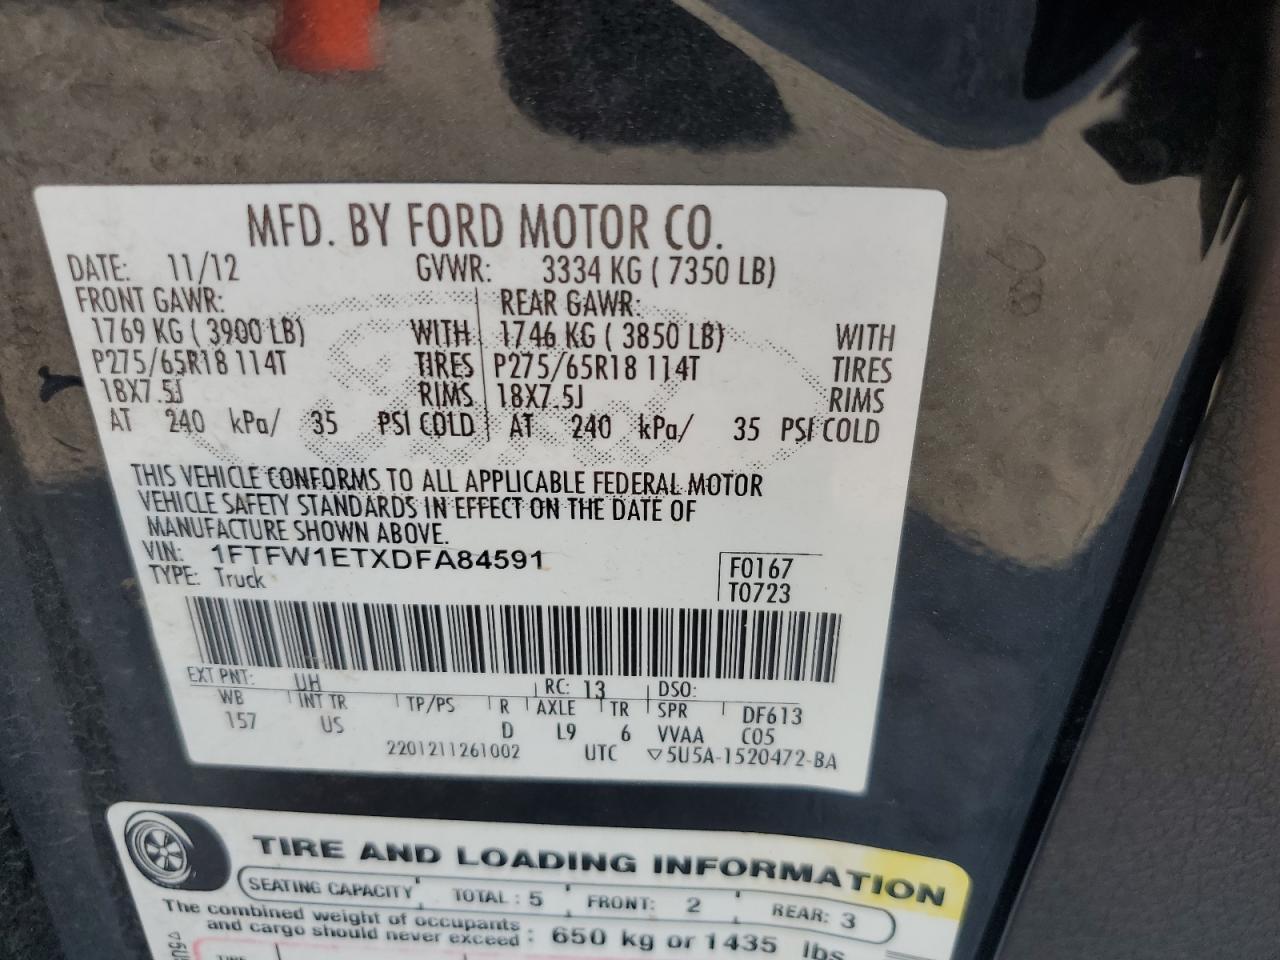 MFD. BY FORD MOTOR CO.
DATE: 11/12 GVWR: 3334 KG ( 7350 LB)
FRONT GAWR: REAR GAWR:
1769 KG ( 3900 LB) WITH 1746 KG ( 3850 LB) WITH
P275/65R18 114T TIRES P275/65R18 114T TIRES
18X7.5J RIMS 18X7.5J RIMS
AT 240 kPa/ 35 PSI COLD AT 240 kPa/ 35 PSI COLD
THIS VEHICLE CONFORMS TO ALL APPLICABLE FEDERAL MOTOR
VEHICLE SAFETY STANDARDS IN EFFECT ON THE DATE OF
MANUFACTURE SHOWN ABOVE.
VIN: 1FTFW1ETXDFA84591 F0167
TYPE: Truck T0723
EXT PNT: UH RC: 13 DSO:
WB INT TR TP/PS R AXLE TR SPR DF613
157 US D L9 6 VVAA C05
2201211261002 UTC ▽5U5A-1520472-BA
TIRE AND LOADING INFORMATION
SEATING CAPACITY TOTAL : 5 FRONT: 2 REAR: 3
The combined weight of occupants
and cargo should never exceed : 650 kg or 1435 lbs